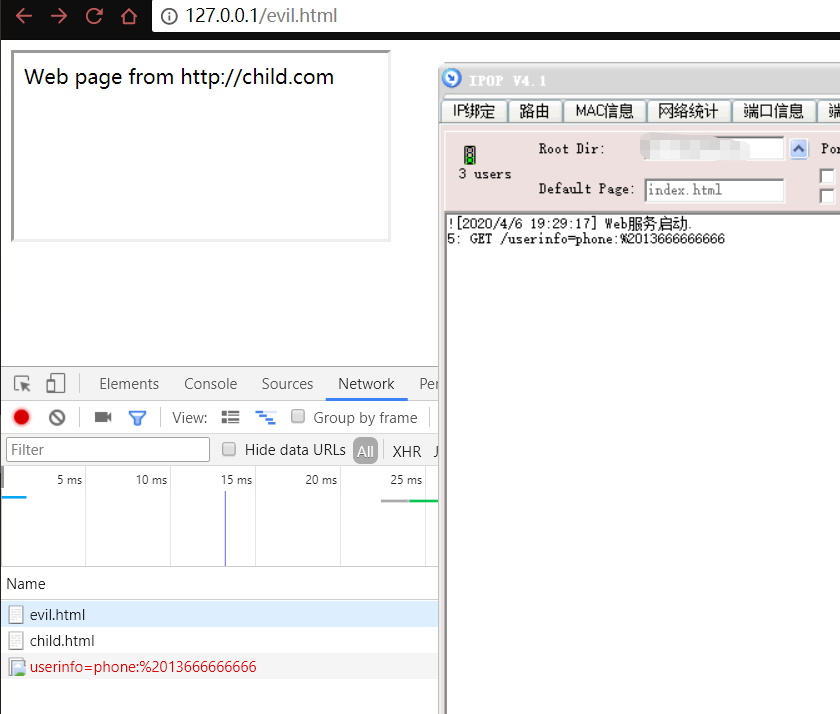 127.0.0.1/evil.html
Web page from http://child.com
IPOP V4.1
IP绑定 路由 MAC信息 网络统计 端口信息 端
Root Dir: Por
3 users
Default Page: index.html
![2020/4/6 19:29:17] Web服务启动.
5: GET /userinfo=phone:%2013666666666
Elements Console Sources Network Per
View: Group by frame
Filter Hide data URLs All XHR J
5 ms 10 ms 15 ms 20 ms 25 ms
Name
evil.html
child.html
userinfo=phone:%2013666666666